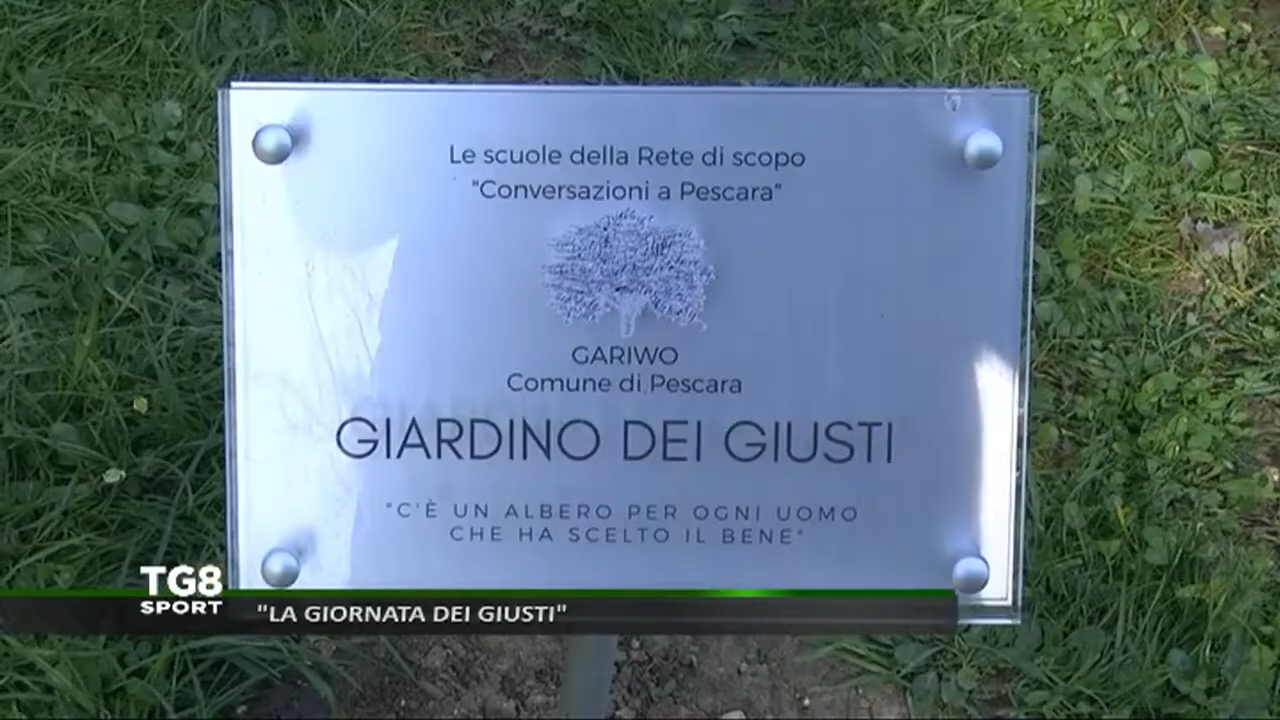 Le scuole della Rete di scopo
"Conversazioni a Pescara"
GARIWO
Comune di Pescara
GIARDINO DEI GIUSTI
"C'È UN ALBERO PER OGNI UOMO
CHE HA SCELTO IL BENE"
TG8
SPORT
"LA GIORNATA DEI GIUSTI"